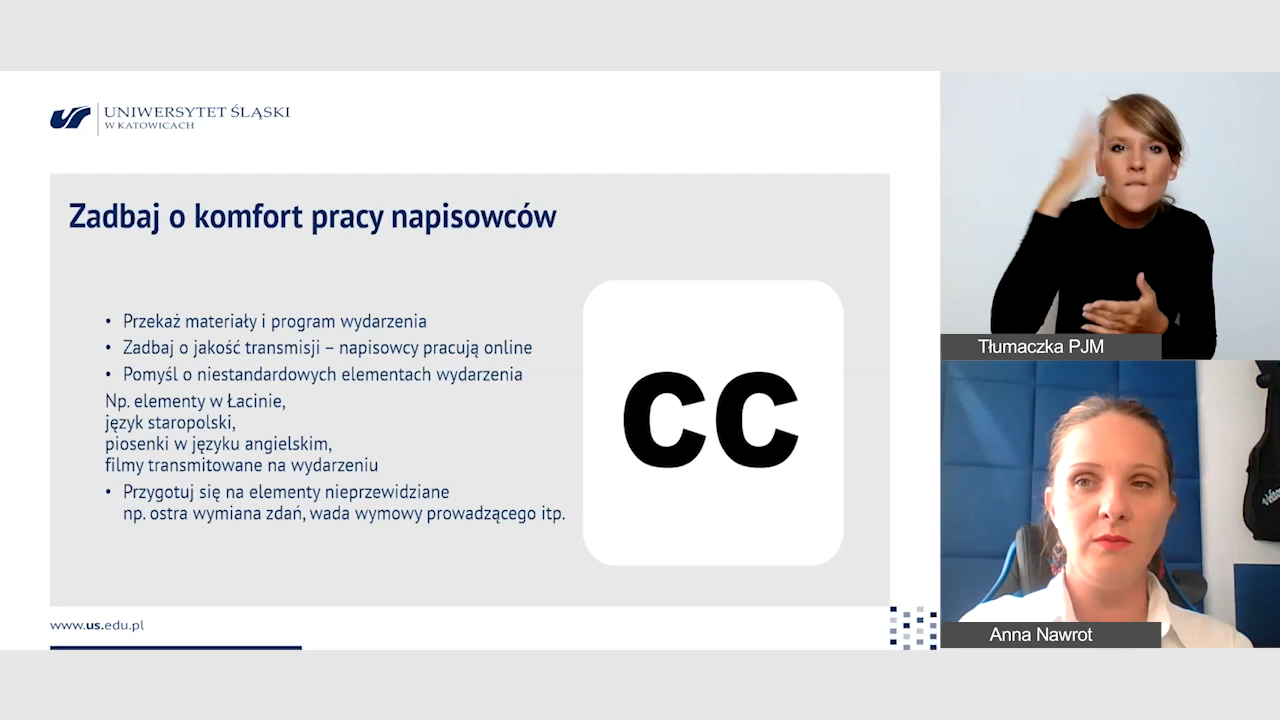 UNIWERSYTET ŚLĄSKI
W KATOWICACH
Zadbaj o komfort pracy napisowców
• Przekaż materiały i program wydarzenia
• Zadbaj o jakość transmisji – napisowcy pracują online
• Pomyśl o niestandardowych elementach wydarzenia
Np. elementy w Łacinie,
język staropolski,
piosenki w języku angielskim,
filmy transmitowane na wydarzeniu
• Przygotuj się na elementy nieprzewidziane
np. ostra wymiana zdań, wada wymowy prowadzącego itp.
CC
www.us.edu.pl
Tłumaczka PJM
Anna Nawrot